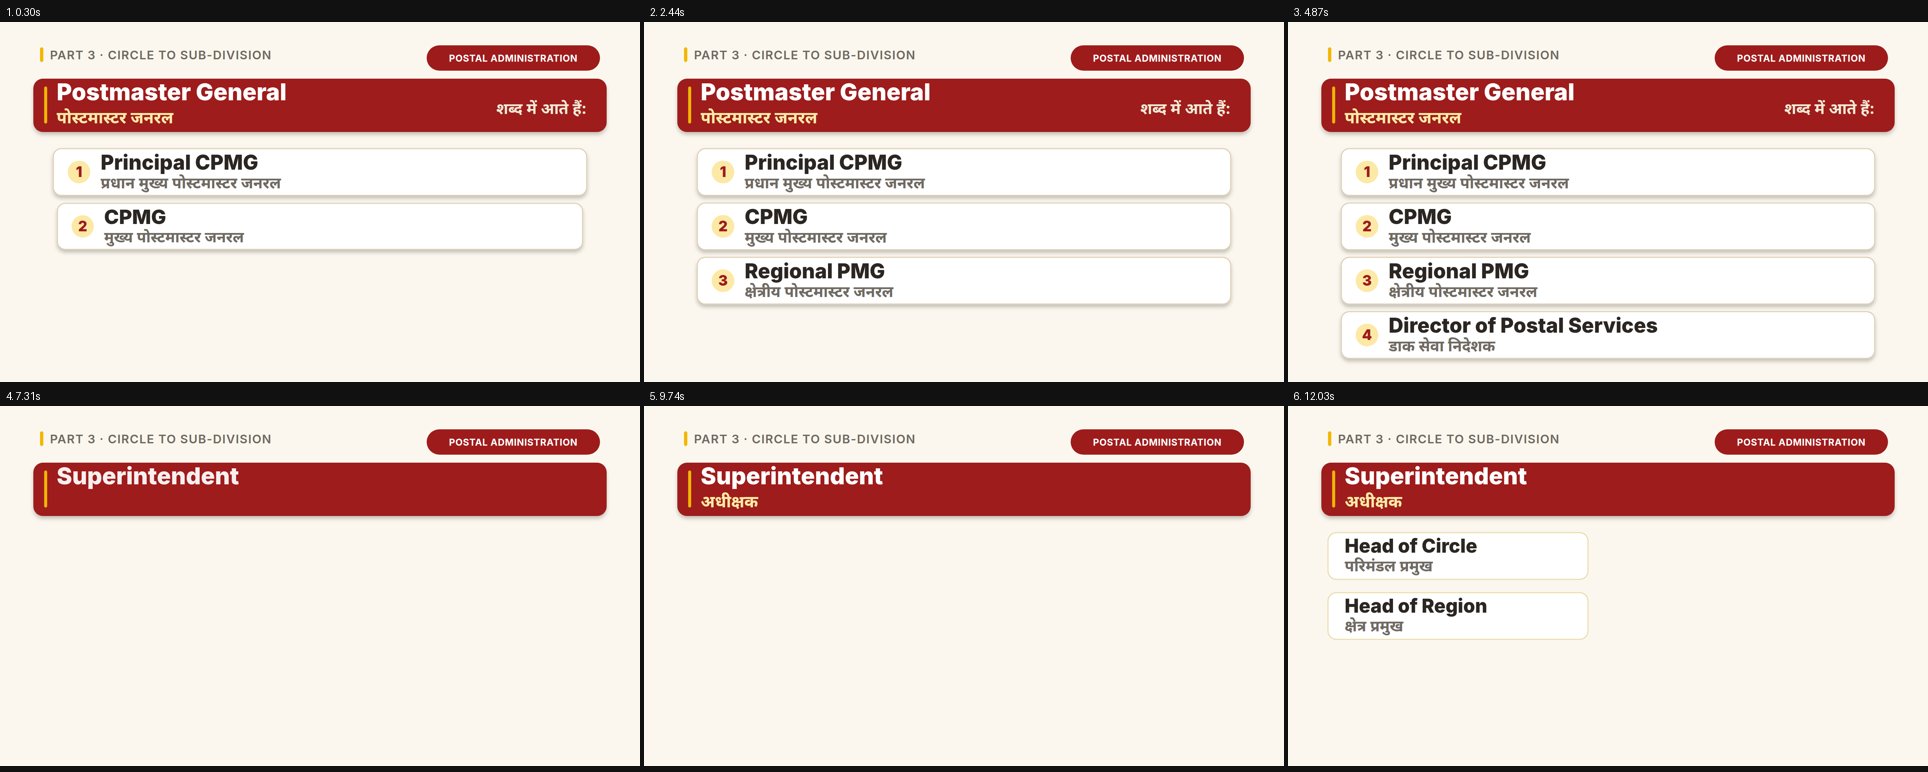 1. 0.30s
PART 3 · CIRCLE TO SUB-DIVISION
POSTAL ADMINISTRATION
Postmaster General
पोस्टमास्टर जनरल
शब्द में आते हैं:
1
Principal CPMG
प्रधान मुख्य पोस्टमास्टर जनरल
2
CPMG
मुख्य पोस्टमास्टर जनरल
2. 2.44s
PART 3 · CIRCLE TO SUB-DIVISION
POSTAL ADMINISTRATION
Postmaster General
पोस्टमास्टर जनरल
शब्द में आते हैं:
1
Principal CPMG
प्रधान मुख्य पोस्टमास्टर जनरल
2
CPMG
मुख्य पोस्टमास्टर जनरल
3
Regional PMG
क्षेत्रीय पोस्टमास्टर जनरल
3. 4.87s
PART 3 · CIRCLE TO SUB-DIVISION
POSTAL ADMINISTRATION
Postmaster General
पोस्टमास्टर जनरल
शब्द में आते हैं:
1
Principal CPMG
प्रधान मुख्य पोस्टमास्टर जनरल
2
CPMG
मुख्य पोस्टमास्टर जनरल
3
Regional PMG
क्षेत्रीय पोस्टमास्टर जनरल
4
Director of Postal Services
डाक सेवा निदेशक
4. 7.31s
PART 3 · CIRCLE TO SUB-DIVISION
POSTAL ADMINISTRATION
Superintendent
5. 9.74s
PART 3 · CIRCLE TO SUB-DIVISION
POSTAL ADMINISTRATION
Superintendent
अधीक्षक
6. 12.03s
PART 3 · CIRCLE TO SUB-DIVISION
POSTAL ADMINISTRATION
Superintendent
अधीक्षक
Head of Circle
परिमंडल प्रमुख
Head of Region
क्षेत्र प्रमुख